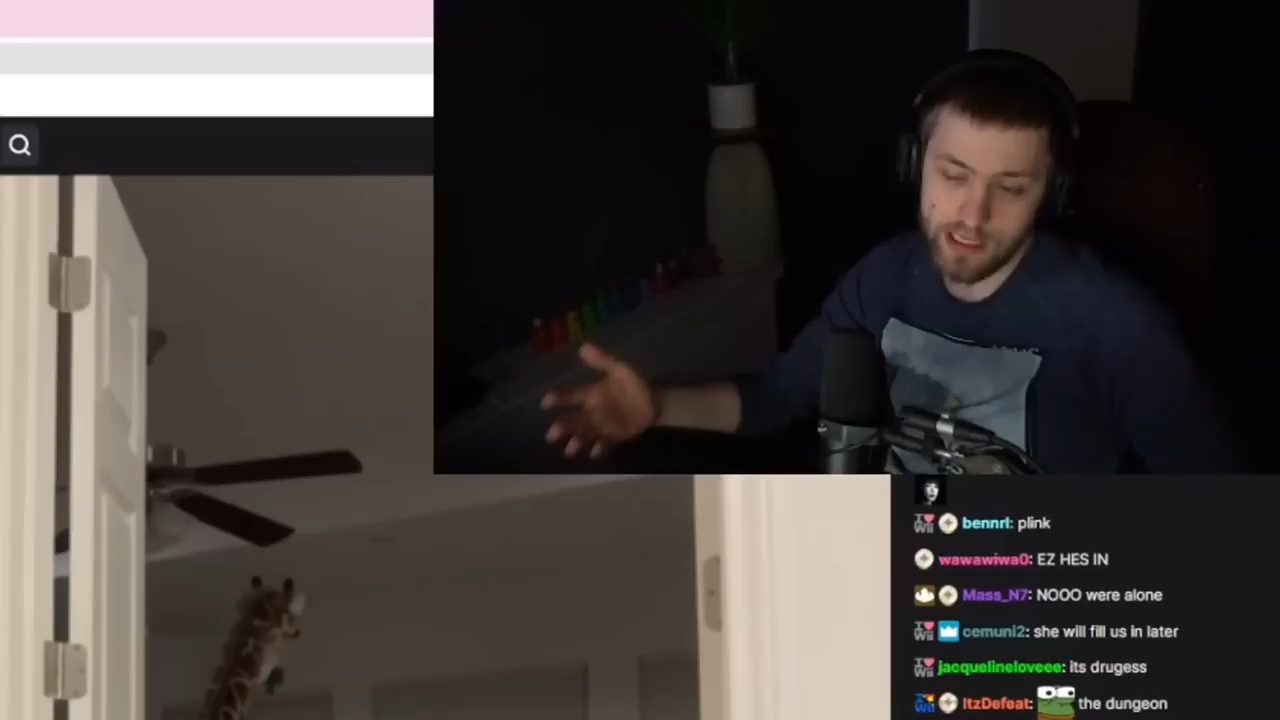 bennrl: plink
wawawiwa0: EZ HES IN
Mass_N7: NOOO were alone
cemuni2: she will fill us in later
jacquelineloveee: its drugess
ItzDefeat: the dungeon